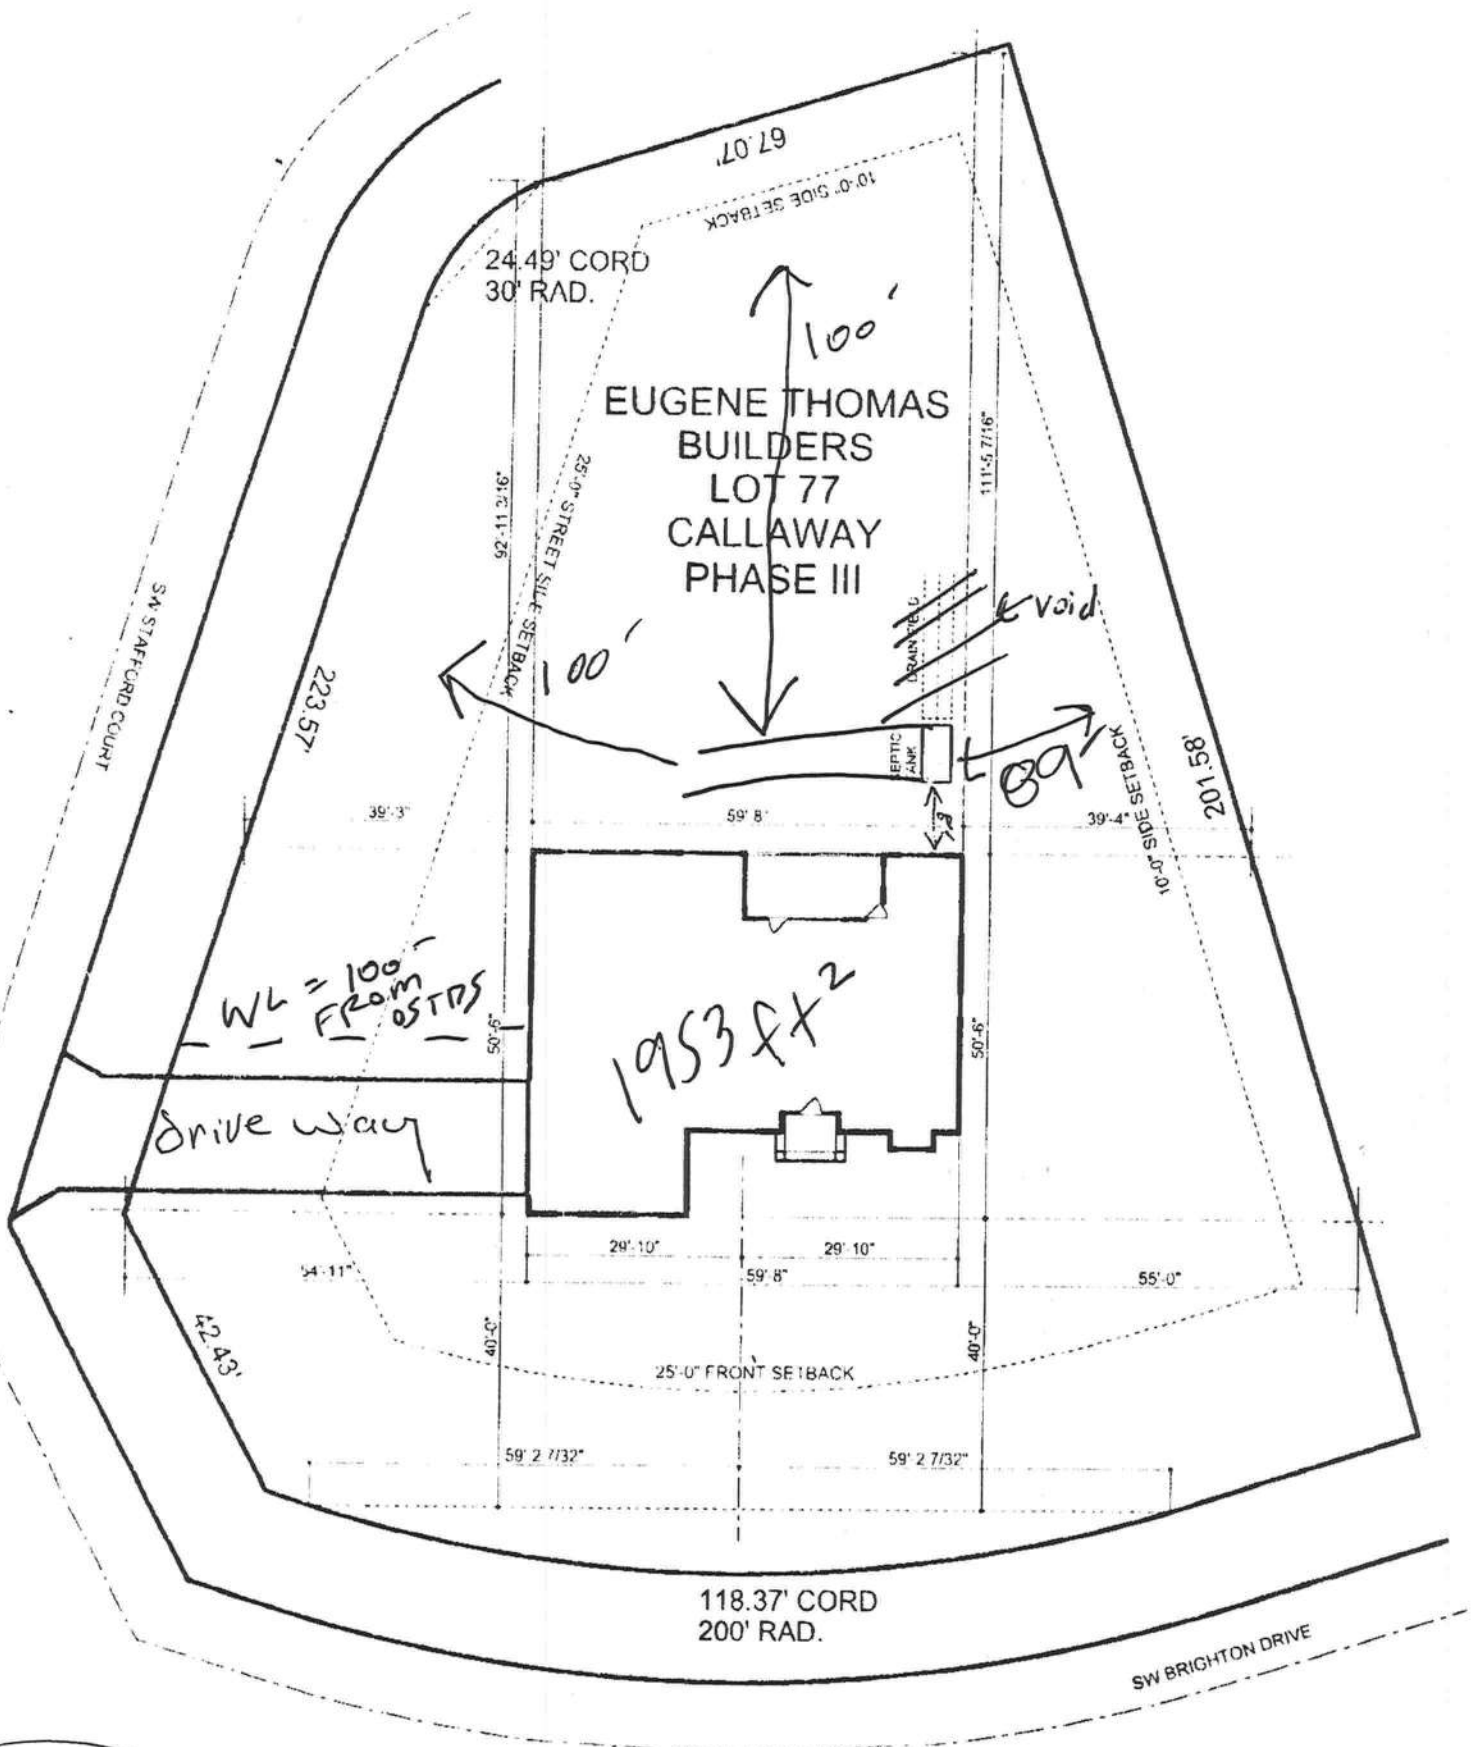 67.07'
10'-0" SIDE SETBACK
24.49' CORD
30' RAD.
100'
EUGENE THOMAS
BUILDERS
LOT 77
CALLAWAY
PHASE III
92'-11 3/16"
25'-0" STREET SIDE SETBACK
111'-5 7/16"
DRAIN FIELD
void
SW STAFFORD COURT
223.57'
100'
SEPTIC
TANK
89'
10'-0" SIDE SETBACK
201.58'
39'-3"
59' 8
39'-4"
WL = 100'
FROM
OSTDS
50'-6"
1953 ft²
50'-6"
drive way
29'-10"
29'-10"
54'-11"
59'-8"
55'-0"
42.43'
40'-0"
40'-0"
25'-0" FRONT SETBACK
59' 2 7/32"
59' 2 7/32"
118.37' CORD
200' RAD.
SW BRIGHTON DRIVE